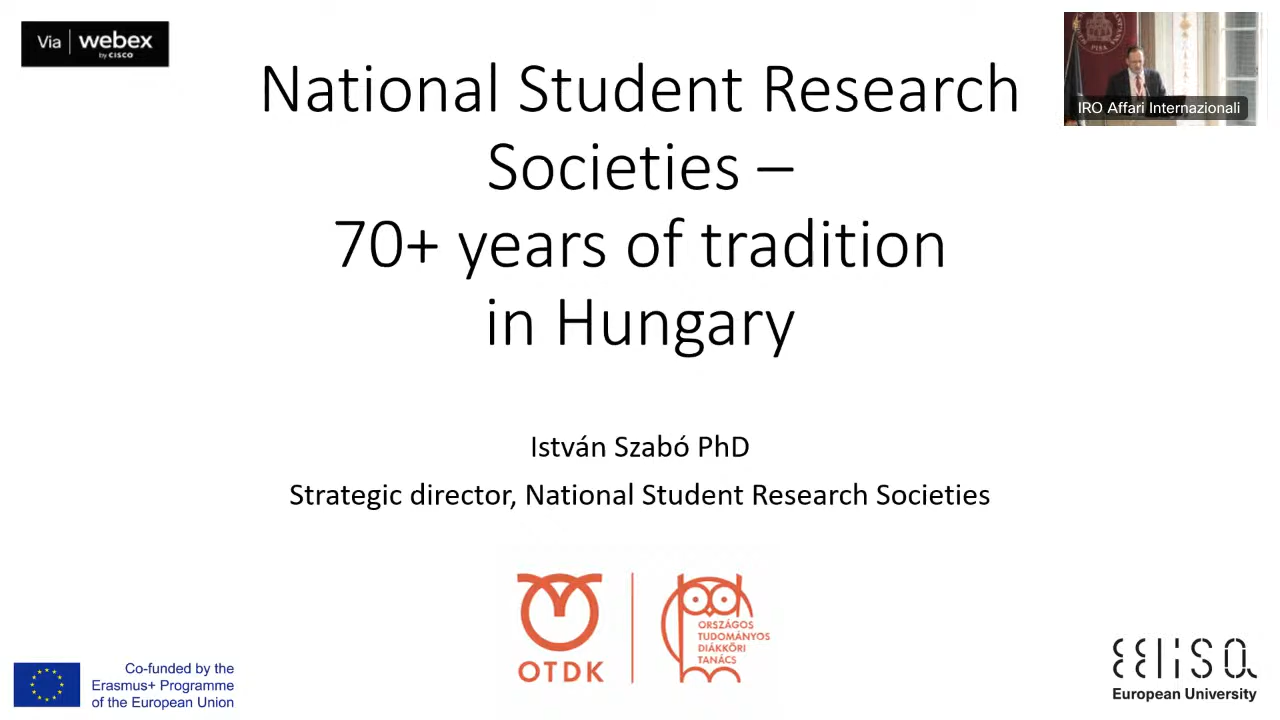 Via | webex
by CISCO
National Student Research
Societies –
70+ years of tradition
in Hungary
IRO Affari Internazionali
István Szabó PhD
Strategic director, National Student Research Societies
OTDK
ORSZÁGOS
TUDOMÁNYOS
DIÁKKÖRI
TANÁCS
Co-funded by the
Erasmus+ Programme
of the European Union
EELISA
European University